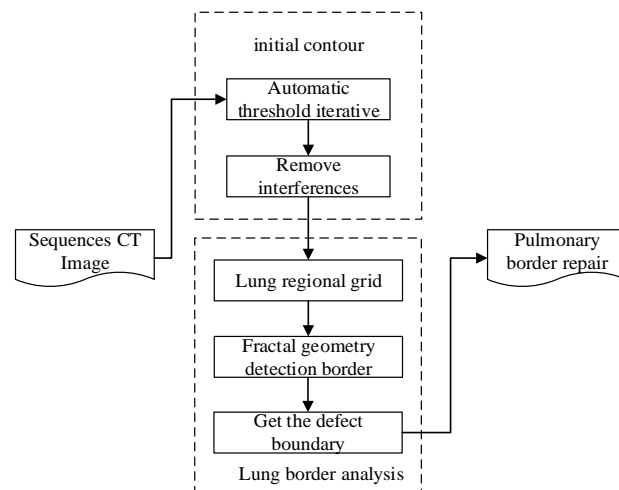 initial contour
Automatic
threshold iterative
Remove
interferences
Sequences CT
Image
Lung regional grid
Fractal geometry
detection border
Get the defect
boundary
Lung border analysis
Pulmonary
border repair